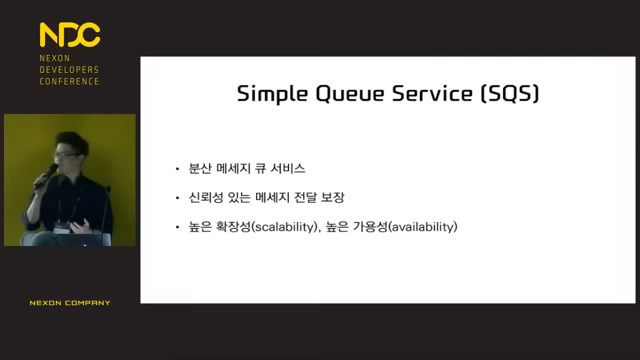 NDC
NEXON
DEVELOPERS
CONFERENCE
Simple Queue Service (SQS)
• 분산 메세지 큐 서비스
• 신뢰성 있는 메세지 전달 보장
• 높은 확장성(scalability), 높은 가용성(availability)
NEXON COMPANY